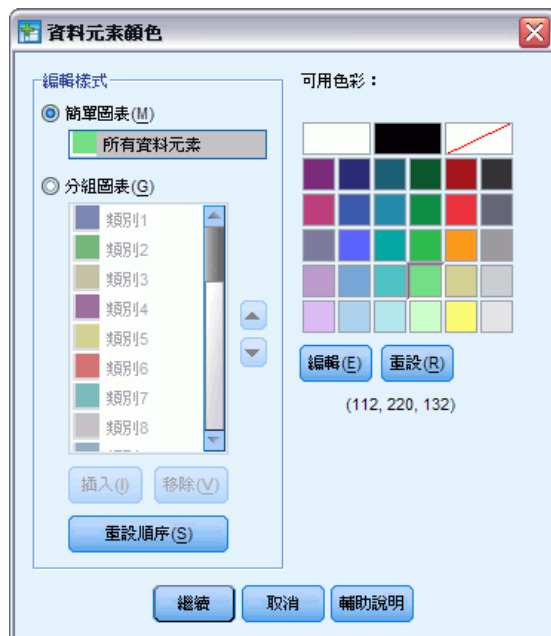 資料元素顏色
編輯樣式
簡單圖表(M)
所有資料元素
分組圖表(G)
類別1
類別2
類別3
類別4
類別5
類別6
類別7
類別8
插入(I)
移除(V)
重設順序(S)
可用色彩：
編輯(E)
重設(R)
(112, 220, 132)
繼續
取消
輔助說明